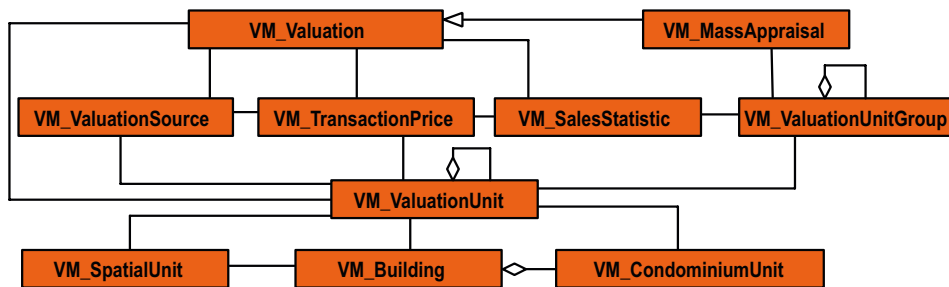 VM_Valuation
VM_MassAppraisal
VM_ValuationSource
VM_TransactionPrice
VM_SalesStatistic
VM_ValuationUnitGroup
VM_ValuationUnit
VM_SpatialUnit
VM_Building
VM_CondominiumUnit